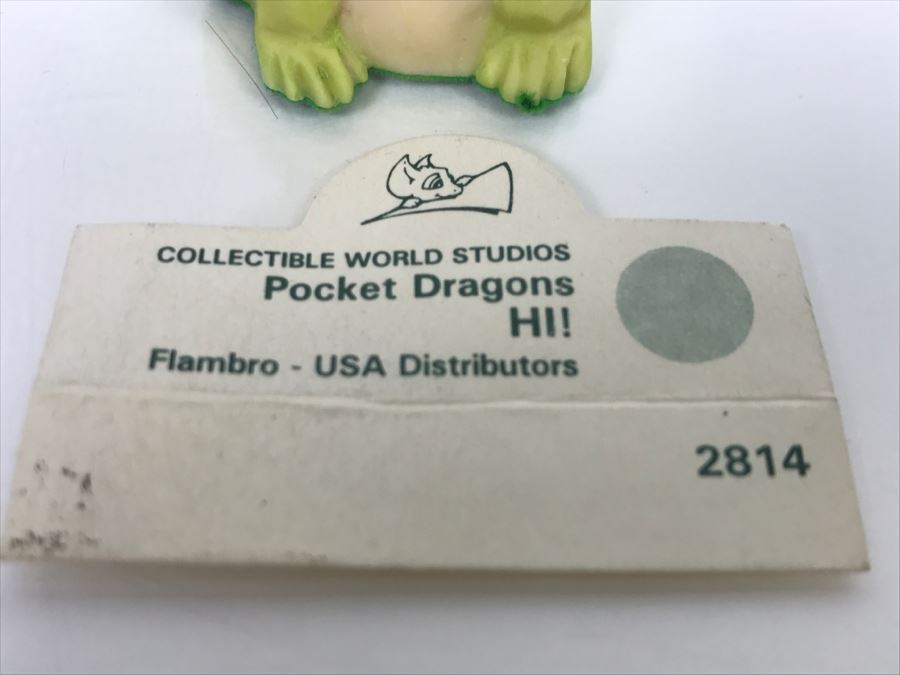 COLLECTIBLE WORLD STUDIOS
Pocket Dragons
HI!
Flambro - USA Distributors
2814